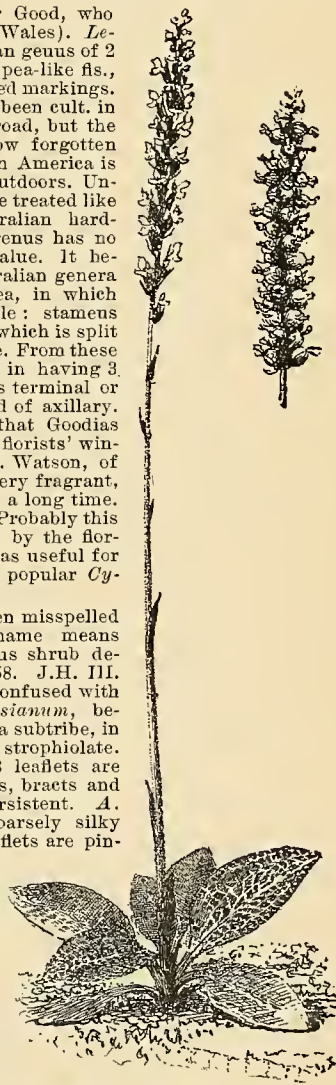 Good, who
Wales). Le-
an genus of 2
pea-like fls.,
ed markings.
been cult. in
road, but the
ow forgotten
n America is
utdoors. Un-
e treated like
ralian hard-
enus has no
alue. It be-
ralian genera
ea, in which
le: stamens
which is split
e. From these
in having 3
s terminal or
d of axillary.
that Goodias
florists' win-
. Watson, of
ery fragrant,
a long time.
Probably this
by the flor-
as useful for
popular Cy-
en misspelled
name means
us shrub de-
58. J.H. III.
onfused with
sianum, be-
a subtribe, in
strophiolate.
3 leaflets are
s, bracts and
rsistent. A.
parsely silky
flets are pin-